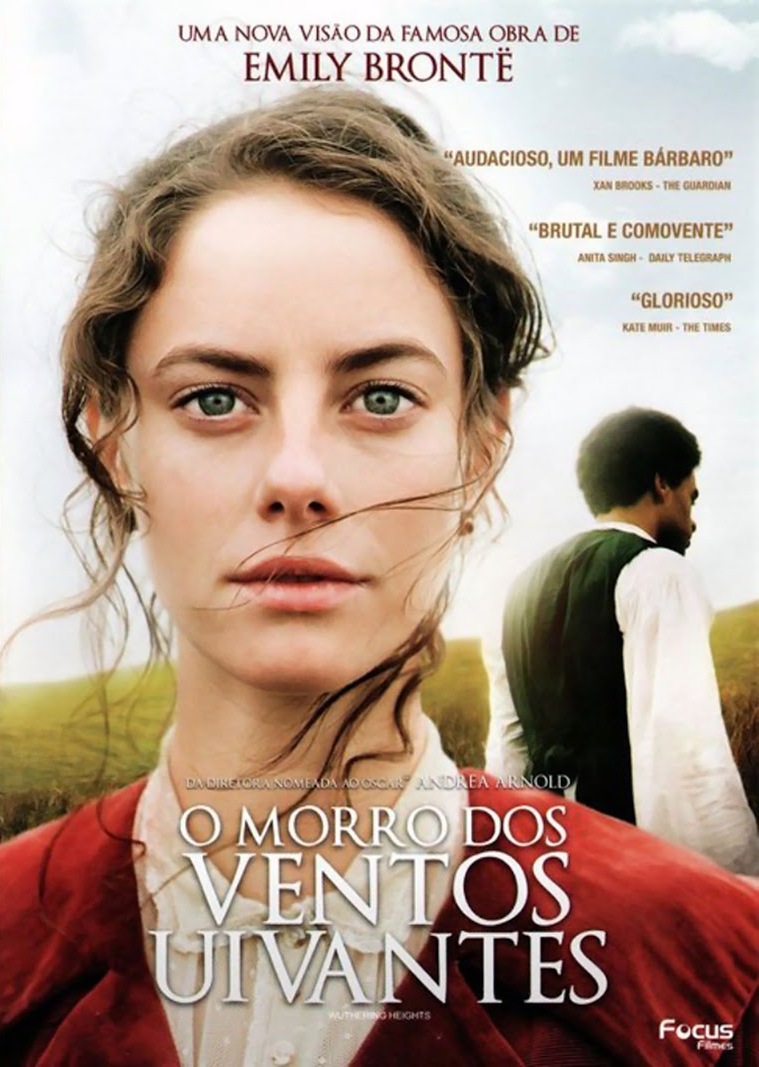 UMA NOVA VISÃO DA FAMOSA OBRA DE
EMILY BRONTË
“AUDACIOSO, UM FILME BÁRBARO”
XAN BROOKS - THE GUARDIAN
“BRUTAL E COMOVENTE”
ANITA SINGH - DAILY TELEGRAPH
“GLORIOSO”
KATE MUIR - THE TIMES
DA DIRETORA NOMEADA AO OSCAR® ANDREA ARNOLD
O MORRO DOS
VENTOS
UIVANTES
WUTHERING HEIGHTS
Focus
Filmes